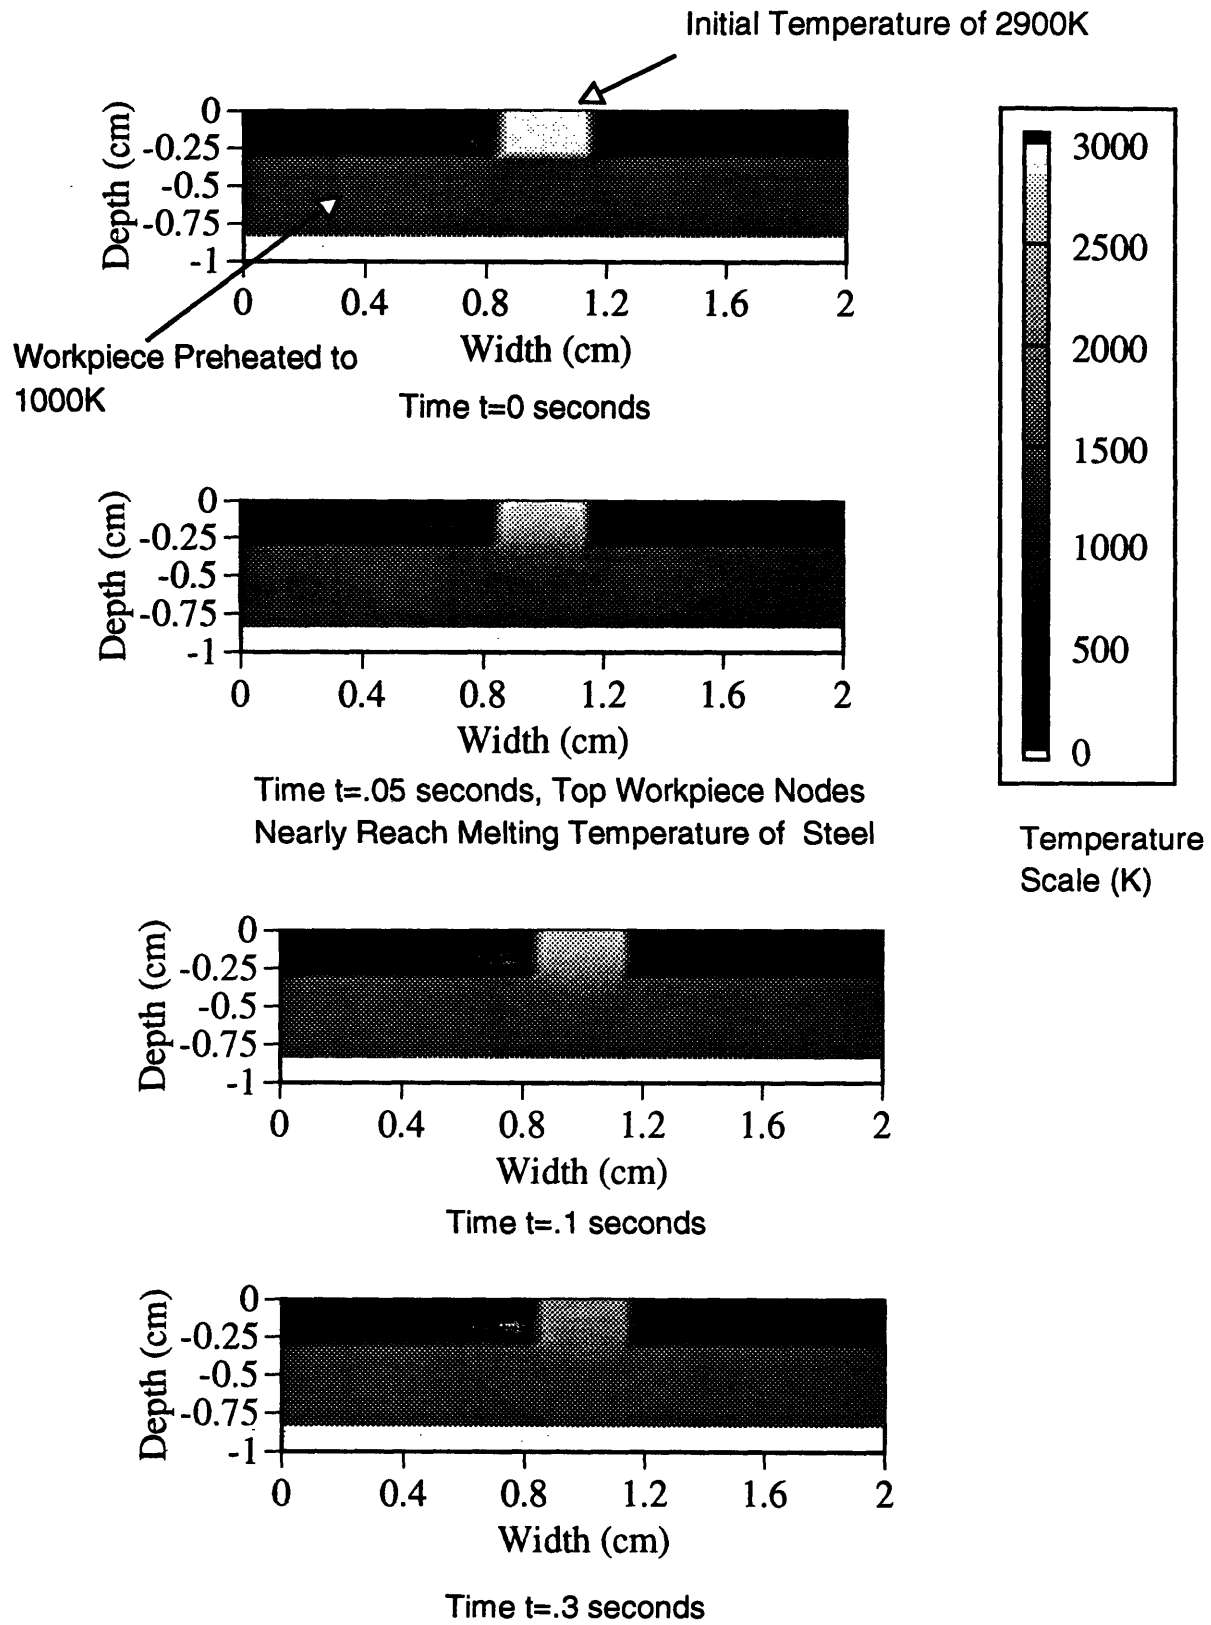 Initial Temperature of 2900K
0
-0.25
-0.5
-0.75
-1
Depth (cm)
0 0.4 0.8 1.2 1.6 2
Width (cm)
Workpiece Preheated to
1000K
Time t=0 seconds
0
-0.25
-0.5
-0.75
-1
Depth (cm)
0 0.4 0.8 1.2 1.6 2
Width (cm)
Time t=.05 seconds, Top Workpiece Nodes
Nearly Reach Melting Temperature of Steel
0
-0.25
-0.5
-0.75
-1
Depth (cm)
0 0.4 0.8 1.2 1.6 2
Width (cm)
Time t=.1 seconds
0
-0.25
-0.5
-0.75
-1
Depth (cm)
0 0.4 0.8 1.2 1.6 2
Width (cm)
Time t=.3 seconds
3000
2500
2000
1500
1000
500
0
Temperature
Scale (K)